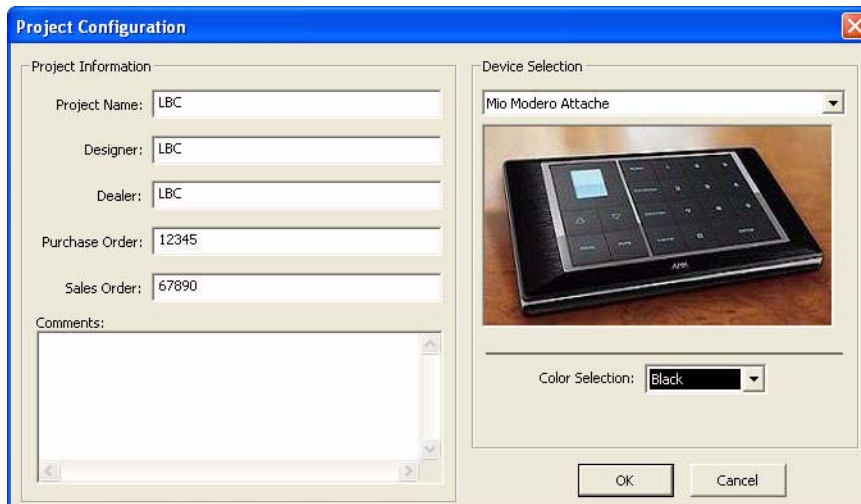 Project Configuration
Project Information
Project Name: LBC
Designer: LBC
Dealer: LBC
Purchase Order: 12345
Sales Order: 67890
Comments:
Device Selection
Mio Modero Attache
AMX
Color Selection: Black
OK
Cancel